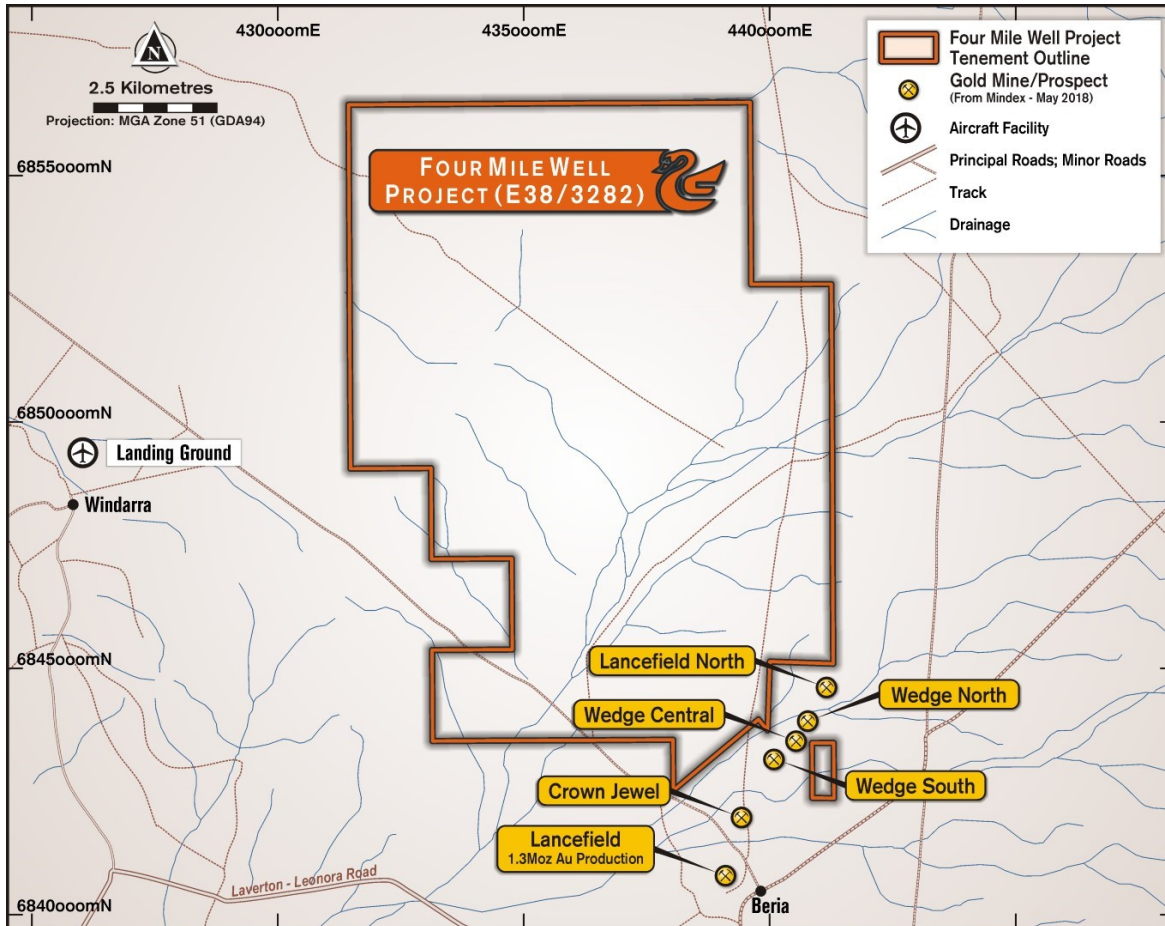 430000mE
435000mE
440000mE
N
2.5 Kilometres
Projection: MGA Zone 51 (GDA94)
Four Mile Well Project
Tenement Outline
Gold Mine/Prospect
(From Mindex - May 2018)
Aircraft Facility
Principal Roads; Minor Roads
Track
Drainage
6855000mN
FOUR MILE WELL
PROJECT (E38/3282)
6850000mN
Landing Ground
Windarra
6845000mN
Lancefield North
Wedge North
Wedge Central
Wedge South
Crown Jewel
Lancefield
1.3Moz Au Production
Laverton - Leonora Road
Beria
6840000mN